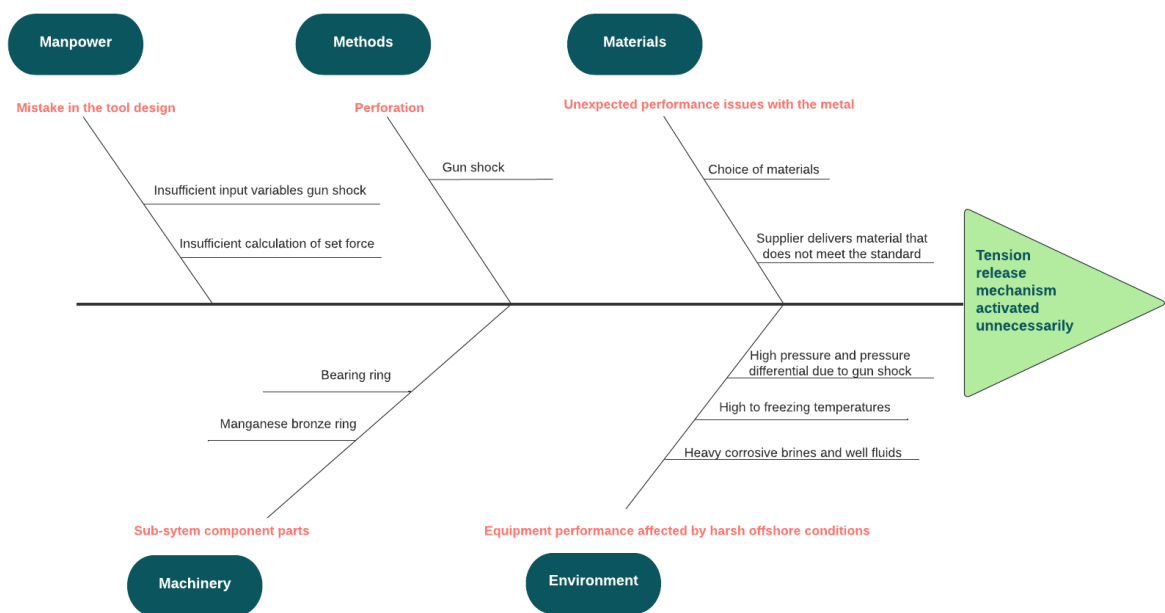 Manpower
Methods
Materials
Mistake in the tool design
Perforation
Unexpected performance issues with the metal
Gun shock
Choice of materials
Insufficient input variables gun shock
Insufficient calculation of set force
Supplier delivers material that
does not meet the standard
Tension
release
mechanism
activated
unnecessarily
High pressure and pressure
differential due to gun shock
Bearing ring
High to freezing temperatures
Manganese bronze ring
Heavy corrosive brines and well fluids
Sub-sytem component parts
Equipment performance affected by harsh offshore conditions
Machinery
Environment